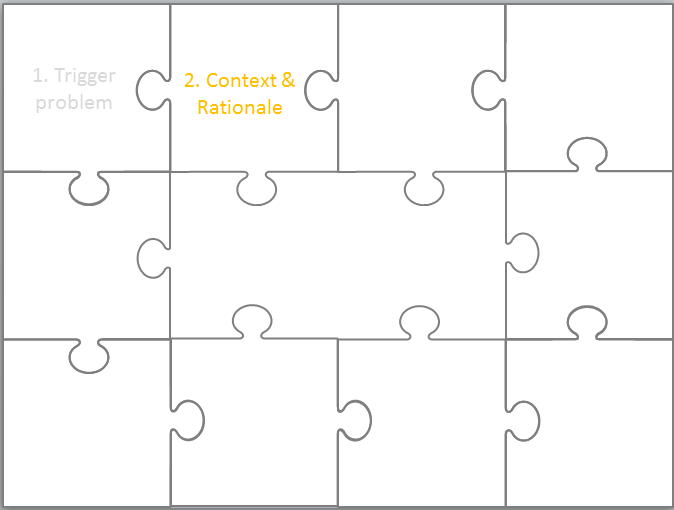 1. Trigger
problem
2. Context &
Rationale